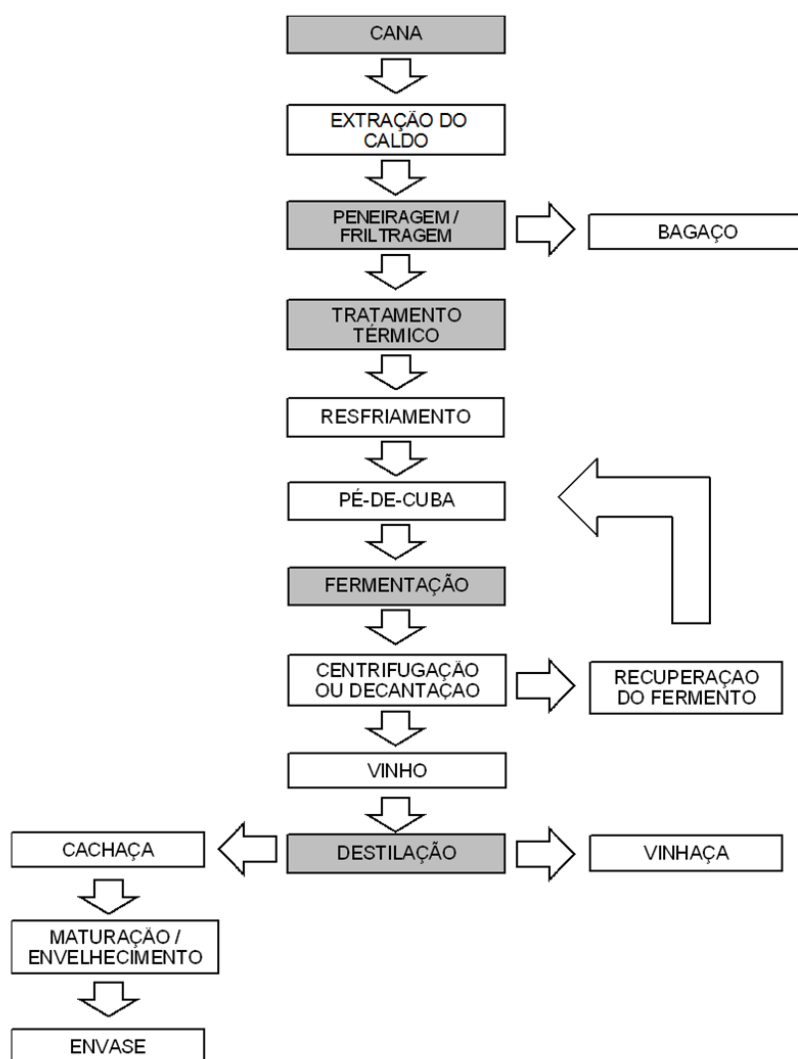 CANA
EXTRAÇÃO DO
CALDO
PENEIRAGEM /
FRILTRAGEM
BAGAÇO
TRATAMENTO
TÉRMICO
RESFRIAMENTO
PÉ-DE-CUBA
FERMENTAÇÃO
CENTRIFUGAÇÃO
OU DECANTAÇAO
RECUPERAÇAO
DO FERMENTO
VINHO
CACHAÇA
DESTILAÇÃO
VINHAÇA
MATURAÇÃO /
ENVELHECIMENTO
ENVASE